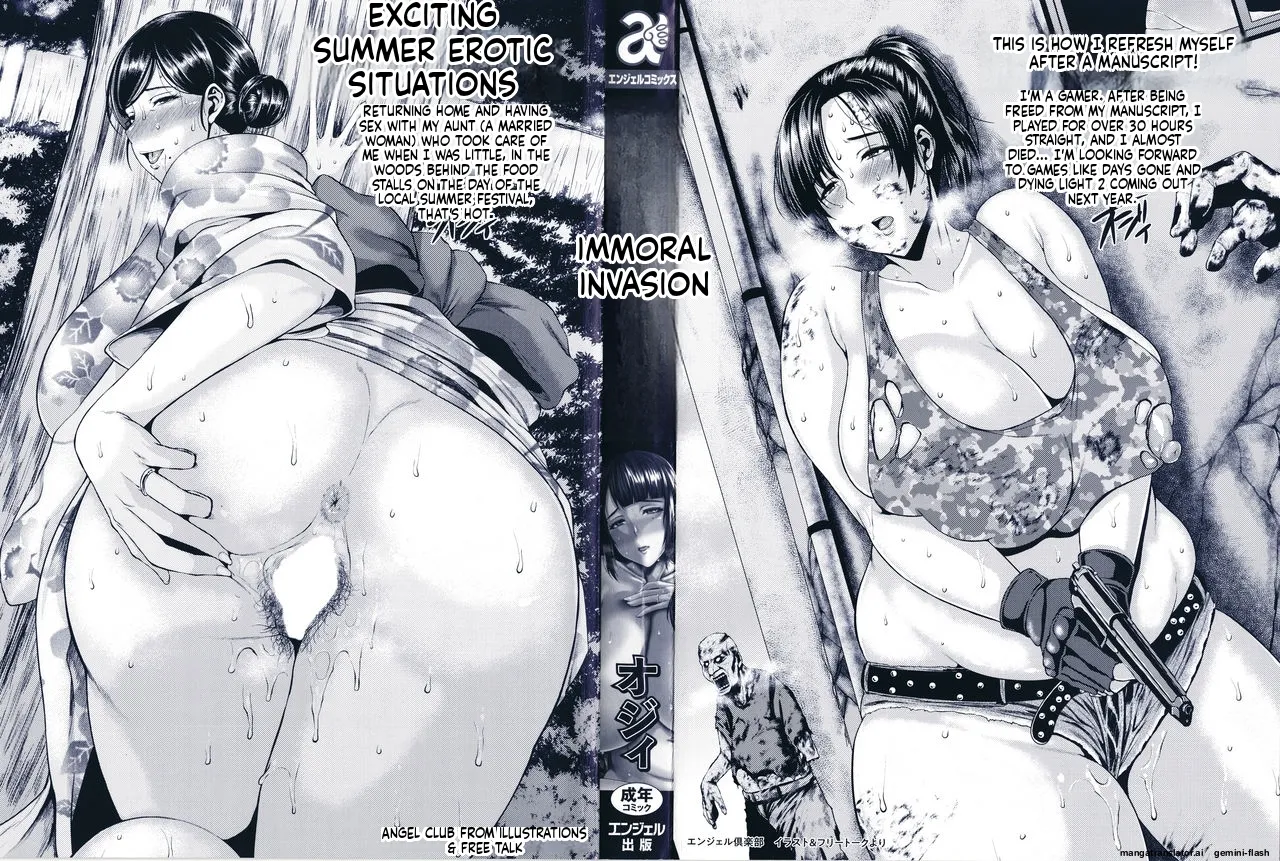 EXCITING
SUMMER EROTIC
SITUATIONS
RETURNING HOME AND HAVING
SEX WITH MY AUNT (A MARRIED
WOMAN) WHO TOOK CARE OF
ME WHEN I WAS LITTLE, IN THE
WOODS BEHIND THE FOOD
STALLS ON THE DAY OF THE
LOCAL SUMMER FESTIVAL,
THAT'S HOT.
オジィ
ANGEL CLUB FROM ILLUSTRATIONS
& FREE TALK
a
エンジェルコミックス
IMMORAL
INVASION
オジィ
成年
コミック
エンジェル
出版
THIS IS HOW I REFRESH MYSELF
AFTER A MANUSCRIPT!
I'M A GAMER. AFTER BEING
FREED FROM MY MANUSCRIPT, I
PLAYED FOR OVER 30 HOURS
STRAIGHT, AND I ALMOST
DIED... I'M LOOKING FORWARD
TO GAMES LIKE DAYS GONE AND
DYING LIGHT 2 COMING OUT
NEXT YEAR.
オジィ
エンジェル倶楽部 イラスト&フリートークより
mangatranslator.ai gemini-flash